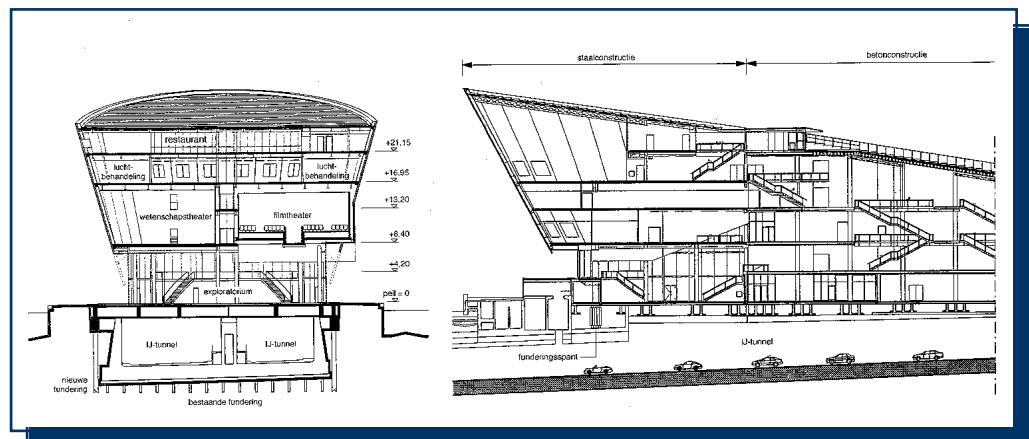 restaurant
lucht-
behandeling
lucht-
behandeling
wetenschapstheater
filmtheater
exploratorium
+21,15
+16,95
+13,20
+8,40
+4,20
peil = 0
IJ-tunnel
IJ-tunnel
nieuwe
fundering
bestaande fundering
staalconstructie
betonconstructie
funderingsspant
IJ-tunnel